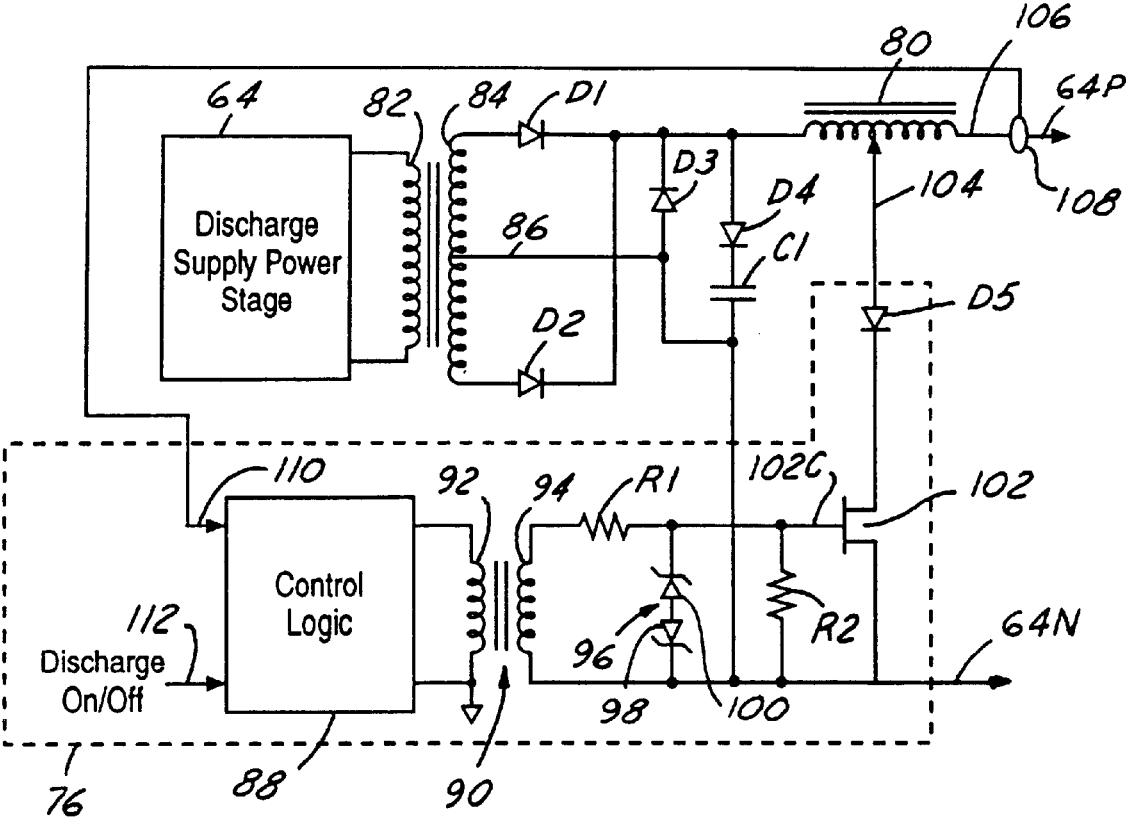 106
80
64P
64
82
84
D1
D3
D4
104
108
Discharge
Supply Power
Stage
86
C1
D2
D5
110
92
94
R1
102C
102
Control
Logic
112
Discharge
On/Off
96
R2
64N
98
100
76
88
90